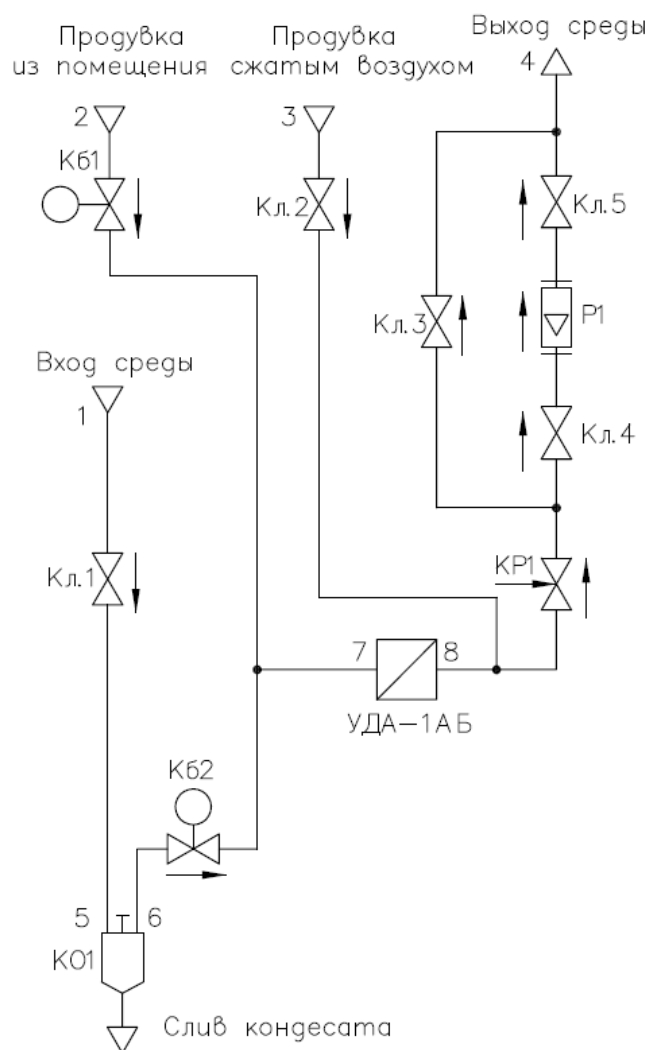 Продувка
из помещения
Продувка
сжатым воздухом
Выход среды
4
2
3
Кб1
Кл.2
Кл.5
Кл.3
Р1
Вход среды
1
Кл.4
Кл.1
КР1
7
8
УДА-1АБ
Кб2
5
6
КО1
Слив кондесата